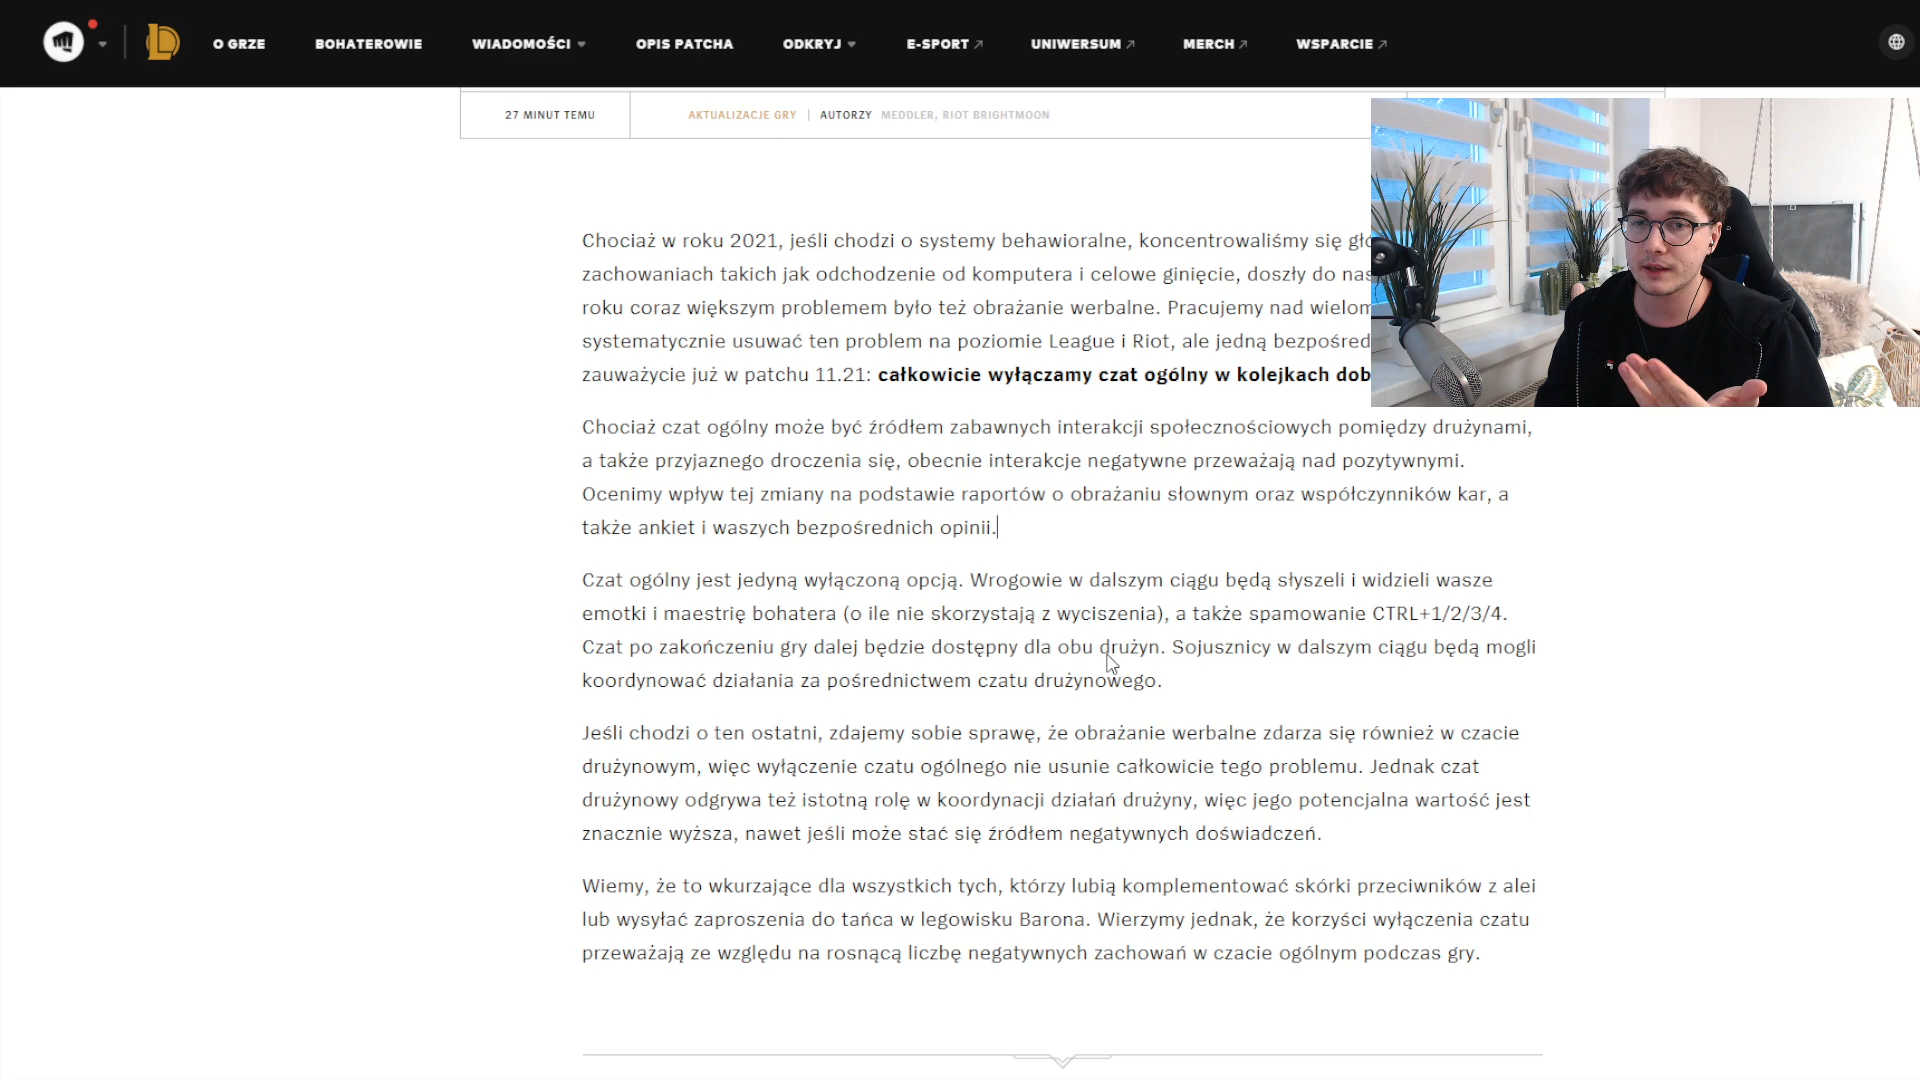 O GRZE BOHATEROWIE WIADOMOŚCI OPIS PATCHA ODKRYJ E-SPORT UNIWERSUM MERCH WSPARCIE
27 MINUT TEMU AKTUALIZACJE GRY AUTORZY MEDDLER, RIOT BRIGHTMOON
Chociaż w roku 2021, jeśli chodzi o systemy behawioralne, koncentrowaliśmy się
zachowaniach takich jak odchodzenie od komputera i celowe ginięcie, doszły do
roku coraz większym problemem było też obrażanie werbalne. Pracujemy nad
systematycznie usuwać ten problem na poziomie League i Riot, ale jedną
zauważycie już w patchu 11.21: całkowicie wyłączamy czat ogólny w kolejkach
Chociaż czat ogólny może być źródłem zabawnych interakcji społecznościowych pomiędzy drużynami,
a także przyjaznego droczenia się, obecnie interakcje negatywne przeważają nad pozytywnymi.
Ocenimy wpływ tej zmiany na podstawie raportów o obrażaniu słownym oraz współczynników kar, a
także ankiet i waszych bezpośrednich opinii.
Czat ogólny jest jedyną wyłączoną opcją. Wrogowie w dalszym ciągu będą słyszeli i widzieli wasze
emotki i maestrię bohatera (o ile nie skorzystają z wyciszenia), a także spamowanie CTRL+1/2/3/4.
Czat po zakończeniu gry dalej będzie dostępny dla obu drużyn. Sojusznicy w dalszym ciągu będą mogli
koordynować działania za pośrednictwem czatu drużynowego.
Jeśli chodzi o ten ostatni, zdajemy sobie sprawę, że obrażanie werbalne zdarza się również w czacie
drużynowym, więc wyłączenie czatu ogólnego nie usunie całkowicie tego problemu. Jednak czat
drużynowy odgrywa też istotną rolę w koordynacji działań drużyny, więc jego potencjalna wartość jest
znacznie wyższa, nawet jeśli może stać się źródłem negatywnych doświadczeń.
Wiemy, że to wkurzające dla wszystkich tych, którzy lubią komplementować skórki przeciwników z alei
lub wysyłać zaproszenia do tańca w legowisku Barona. Wierzymy jednak, że korzyści wyłączenia czatu
przeważają ze względu na rosnącą liczbę negatywnych zachowań w czacie ogólnym podczas gry.